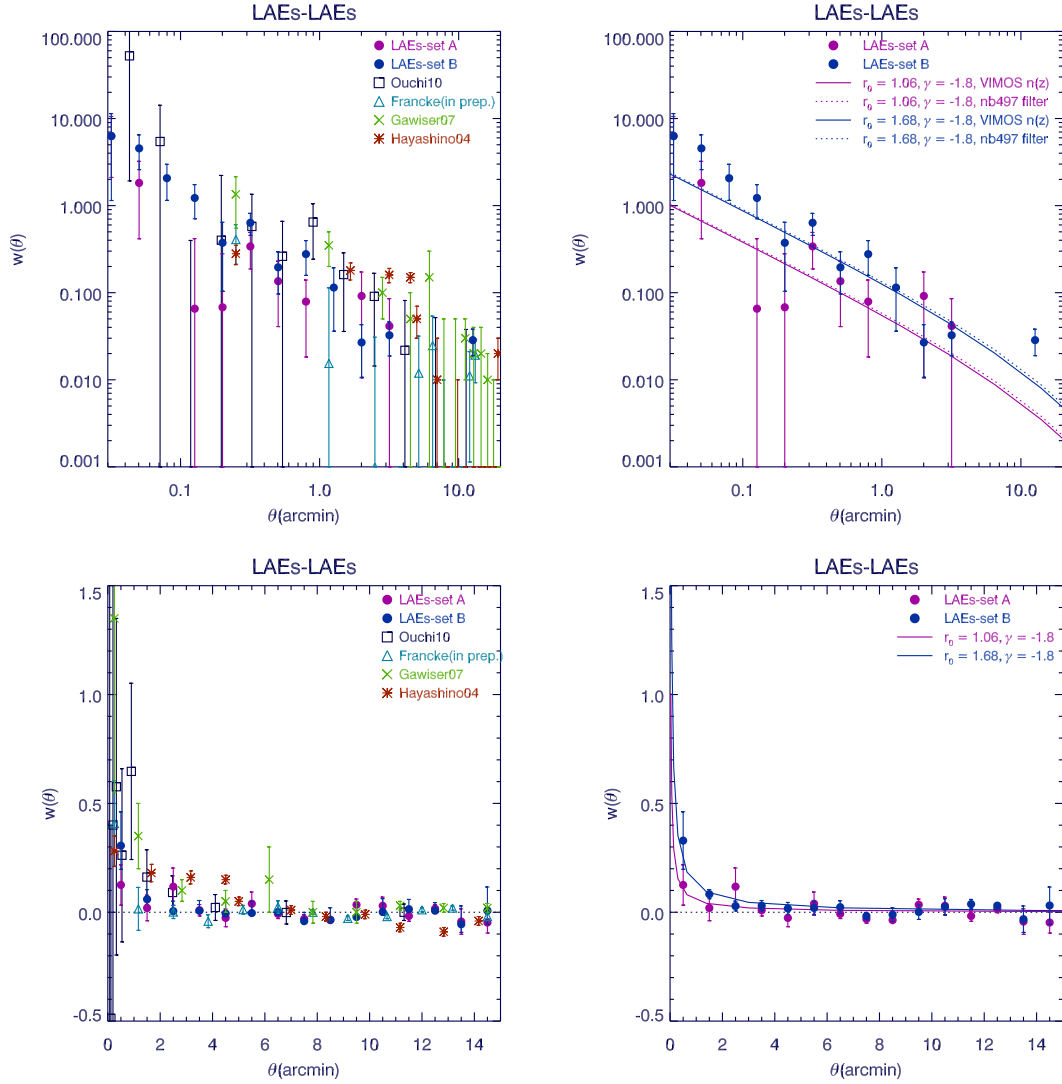 LAEs-LAEs
100.000
10.000
1.000
0.100
0.010
0.001
w(θ)
0.1
1.0
10.0
θ(arcmin)
LAEs-set A
LAEs-set B
Ouchi10
Francke(in prep.)
Gawiser07
Hayashino04
LAEs-LAEs
100.000
10.000
1.000
0.100
0.010
0.001
w(θ)
0.1
1.0
10.0
θ(arcmin)
LAEs-set A
LAEs-set B
r₀ = 1.06, γ = -1.8, VIMOS n(z)
r₀ = 1.06, γ = -1.8, nb497 filter
r₀ = 1.68, γ = -1.8, VIMOS n(z)
r₀ = 1.68, γ = -1.8, nb497 filter
LAEs-LAEs
1.5
1.0
0.5
0.0
-0.5
w(θ)
0 2 4 6 8 10 12 14
θ(arcmin)
LAEs-set A
LAEs-set B
Ouchi10
Francke(in prep.)
Gawiser07
Hayashino04
LAEs-LAEs
1.5
1.0
0.5
0.0
-0.5
w(θ)
0 2 4 6 8 10 12 14
θ(arcmin)
LAEs-set A
LAEs-set B
r₀ = 1.06, γ = -1.8
r₀ = 1.68, γ = -1.8